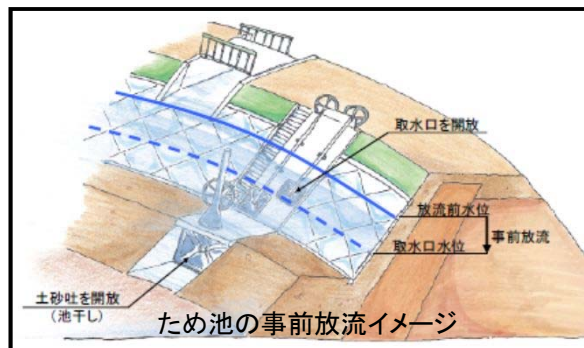 取水口を開放
放流前水位
事前放流
取水口水位
土砂吐を開放
(池干し)
ため池の事前放流イメージ